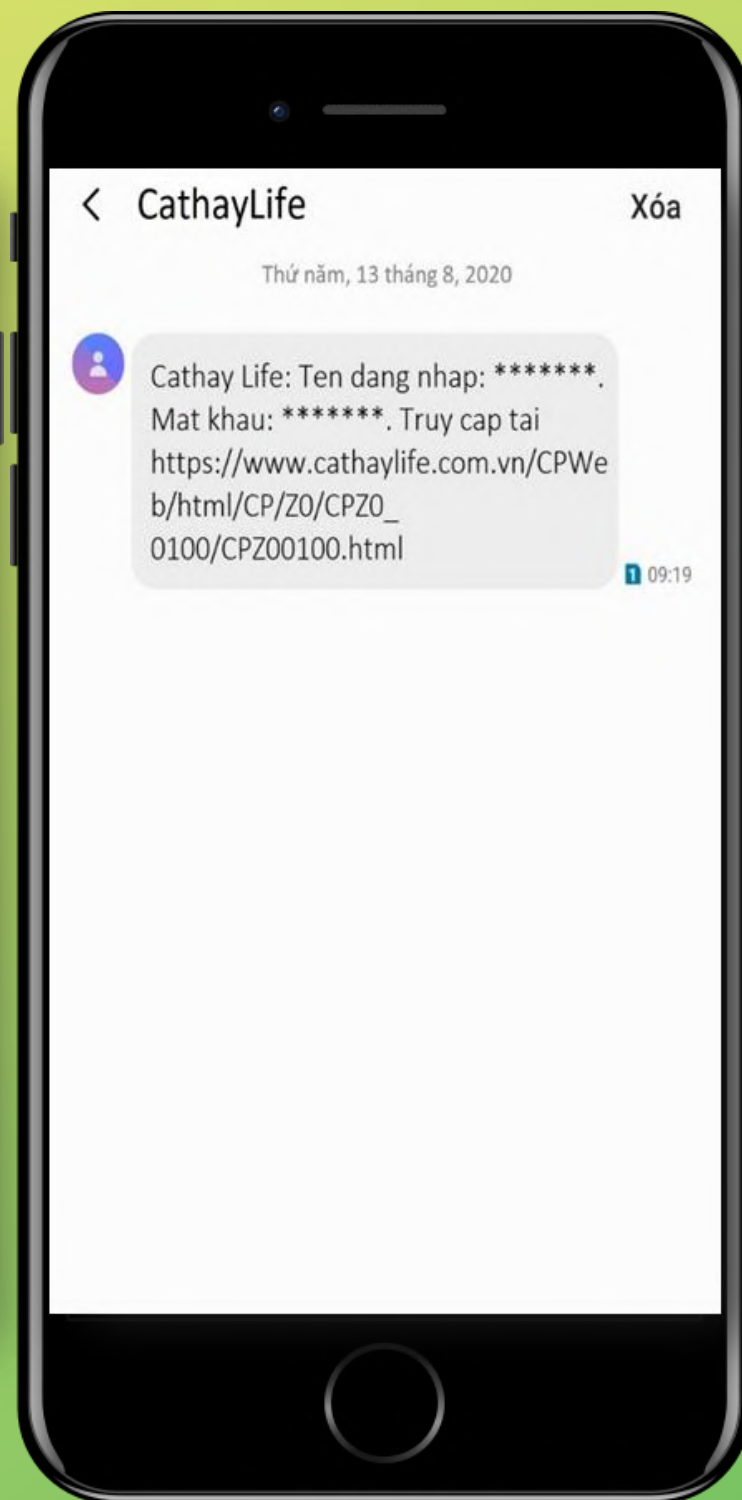 CathayLife
Xóa
Thứ năm, 13 tháng 8, 2020
Cathay Life: Ten dang nhap: *******.
Mat khau: *******. Truy cap tai
https://www.cathaylife.com.vn/CPWe
b/html/CP/Z0/CPZ0_
0100/CPZ00100.html
1 09:19